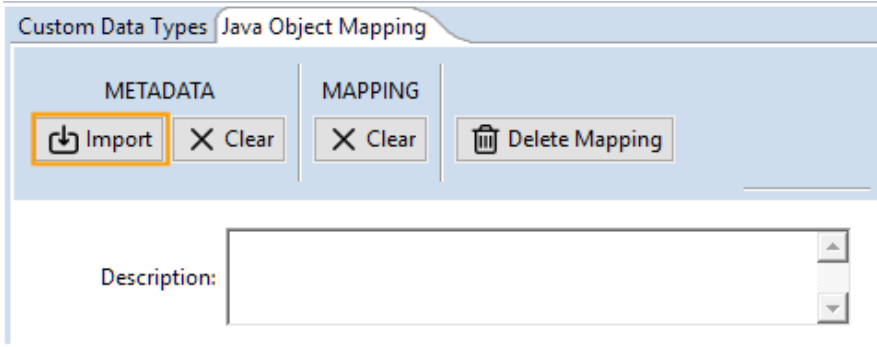 Custom Data Types Java Object Mapping
METADATA MAPPING
Import Clear Clear Delete Mapping
Description: